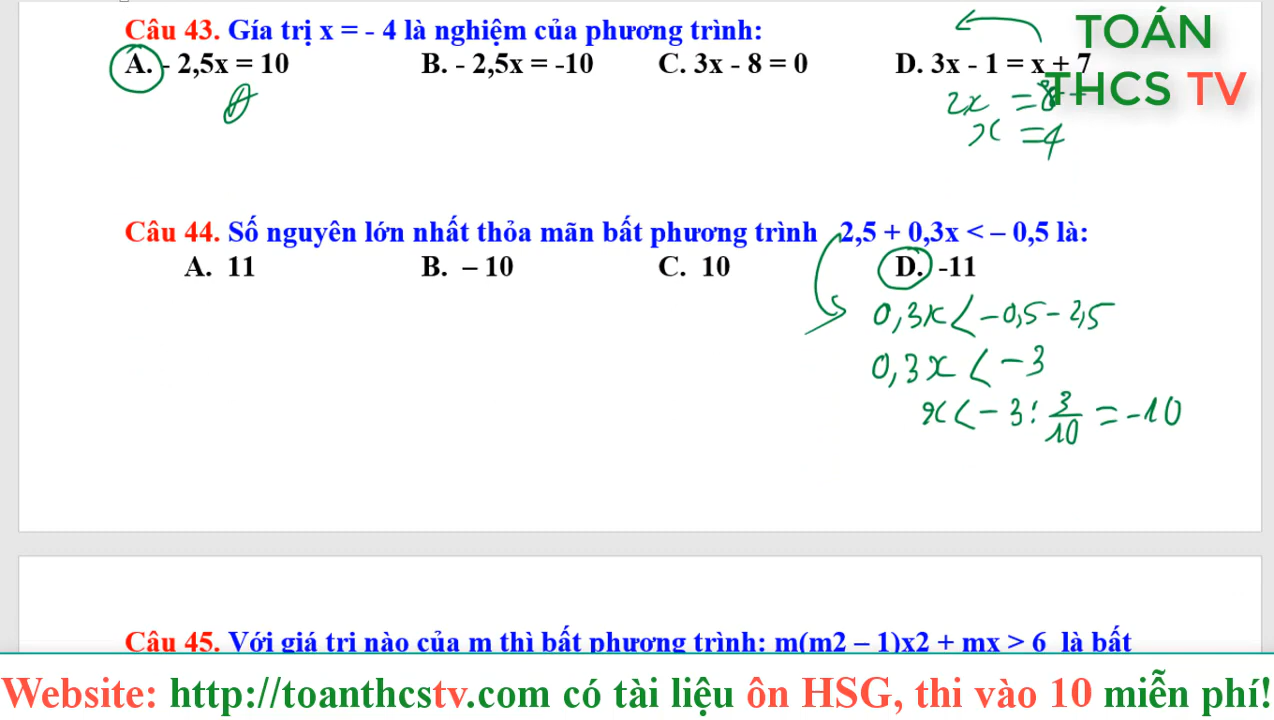 Câu 43. Gía trị x = - 4 là nghiệm của phương trình:
A. - 2,5x = 10 B. - 2,5x = -10 C. 3x - 8 = 0 D. 3x - 1 = x + 7
TOÁN
THCS TV
2x = 8
x = 4
Câu 44. Số nguyên lớn nhất thỏa mãn bất phương trình 2,5 + 0,3x < – 0,5 là:
A. 11 B. – 10 C. 10 D. -11
0,3x < -0,5 - 2,5
0,3x < -3
x < -3 : 3/10 = -10
Câu 45. Với giá trị nào của m thì bất phương trình: m(m2 – 1)x2 + mx > 6 là bất
Website: http://toanthcstv.com có tài liệu ôn HSG, thi vào 10 miễn phí!